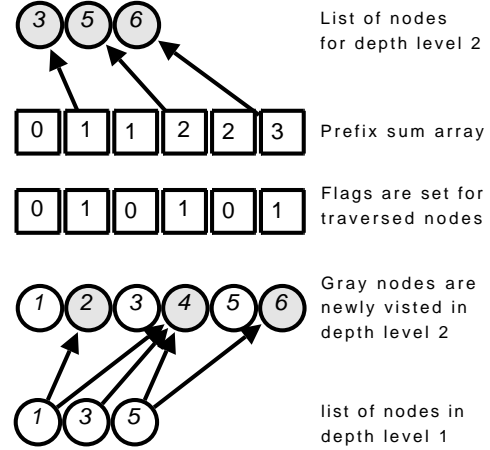 3 5 6
List of nodes
for depth level 2
0 1 1 2 2 3
Prefix sum array
0 1 0 1 0 1
Flags are set for
traversed nodes
1 2 3 4 5 6
Gray nodes are
newly visted in
depth level 2
1 3 5
list of nodes in
depth level 1